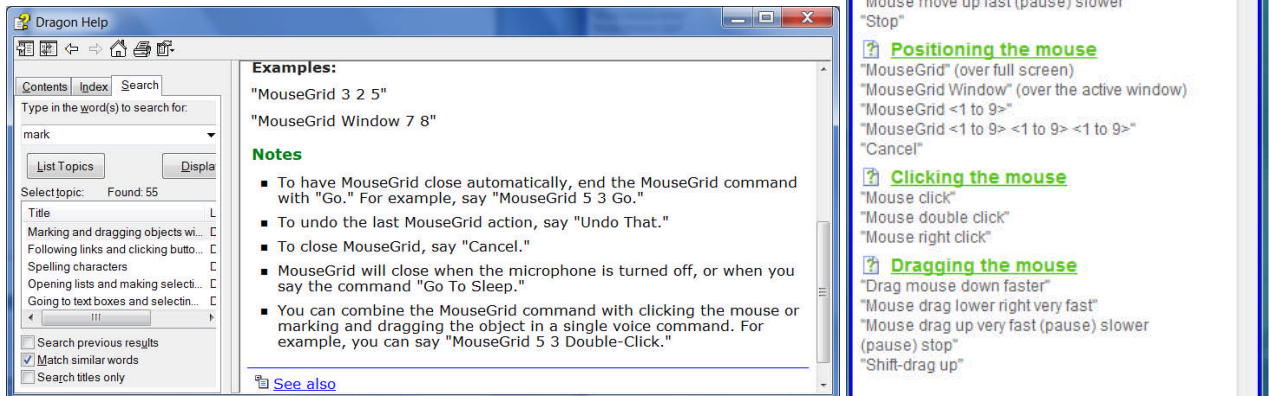 Dragon Help
Contents Index Search
Type in the word(s) to search for:
mark
List Topics Displa
Select topic: Found: 55
Title L
Marking and dragging objects wi... D
Following links and clicking butto... D
Spelling characters D
Opening lists and making selecti... D
Going to text boxes and selectin... D
Search previous results
Match similar words
Search titles only
Examples:
"MouseGrid 3 2 5"
"MouseGrid Window 7 8"
Notes
To have MouseGrid close automatically, end the MouseGrid command
with "Go." For example, say "MouseGrid 5 3 Go."
To undo the last MouseGrid action, say "Undo That."
To close MouseGrid, say "Cancel."
MouseGrid will close when the microphone is turned off, or when you
say the command "Go To Sleep."
You can combine the MouseGrid command with clicking the mouse or
marking and dragging the object in a single voice command. For
example, you can say "MouseGrid 5 3 Double-Click."
See also
"Mouse move up fast (pause) slower
"Stop"
Positioning the mouse
"MouseGrid" (over full screen)
"MouseGrid Window" (over the active window)
"MouseGrid <1 to 9>"
"MouseGrid <1 to 9> <1 to 9> <1 to 9>"
"Cancel"
Clicking the mouse
"Mouse click"
"Mouse double click"
"Mouse right click"
Dragging the mouse
"Drag mouse down faster"
"Mouse drag lower right very fast"
"Mouse drag up very fast (pause) slower
(pause) stop"
"Shift-drag up"